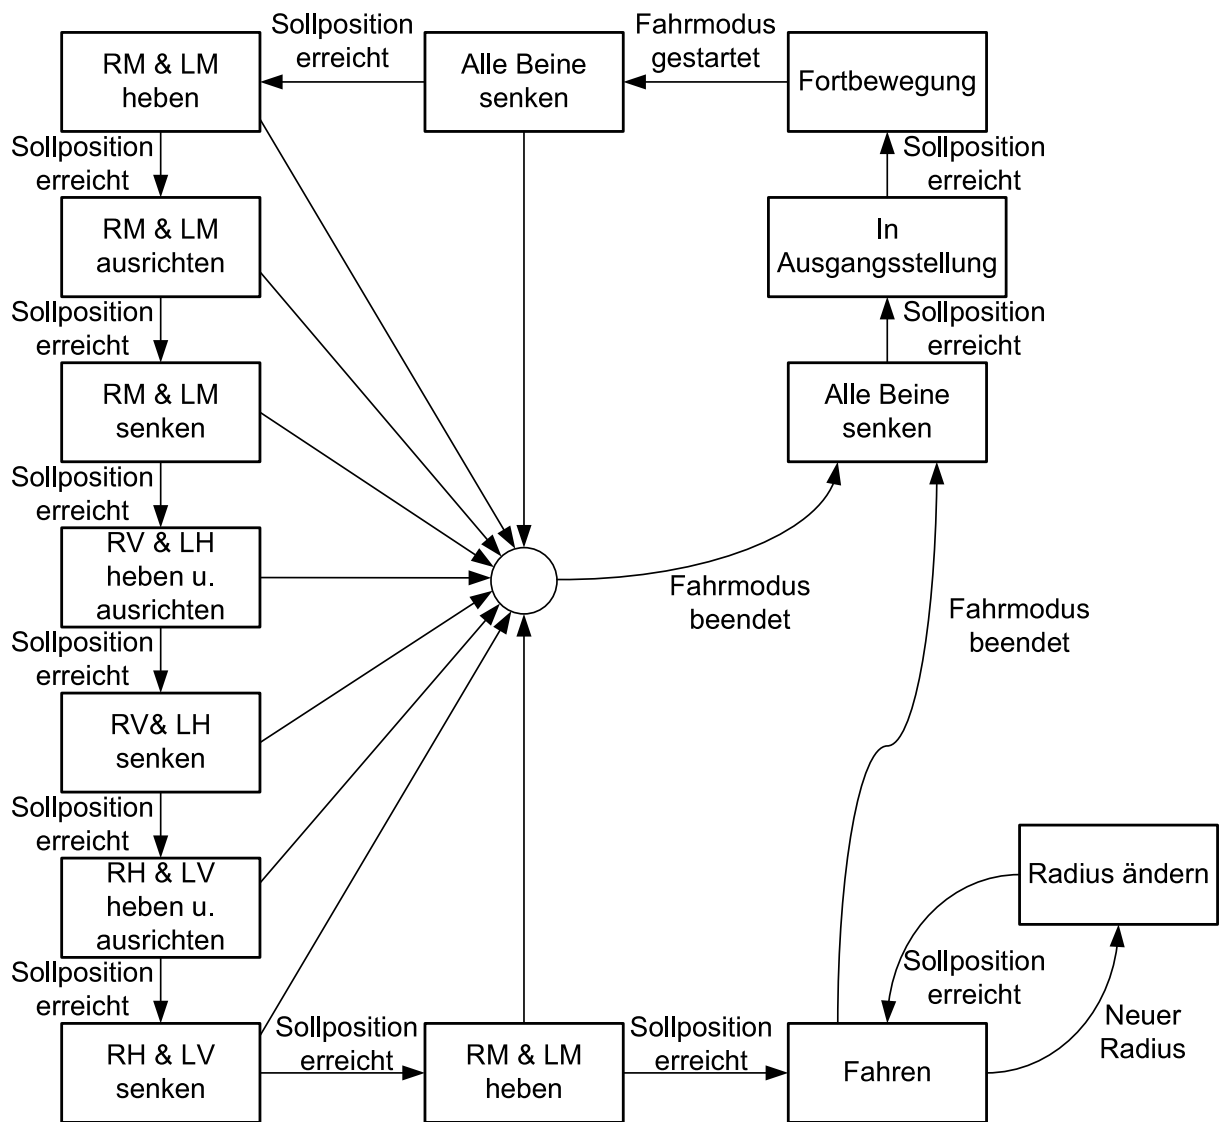 Sollposition
erreicht
Fahrmodus
gestartet
RM & LM
heben
Alle Beine
senken
Fortbewegung
Sollposition
erreicht
Sollposition
erreicht
RM & LM
ausrichten
In
Ausgangsstellung
Sollposition
erreicht
Sollposition
erreicht
RM & LM
senken
Alle Beine
senken
Sollposition
erreicht
RV & LH
heben u.
ausrichten
Fahrmodus
beendet
Fahrmodus
beendet
Sollposition
erreicht
RV& LH
senken
Sollposition
erreicht
RH & LV
heben u.
ausrichten
Radius ändern
Sollposition
erreicht
Sollposition
erreicht
Neuer
Radius
RH & LV
senken
Sollposition
erreicht
RM & LM
heben
Sollposition
erreicht
Fahren